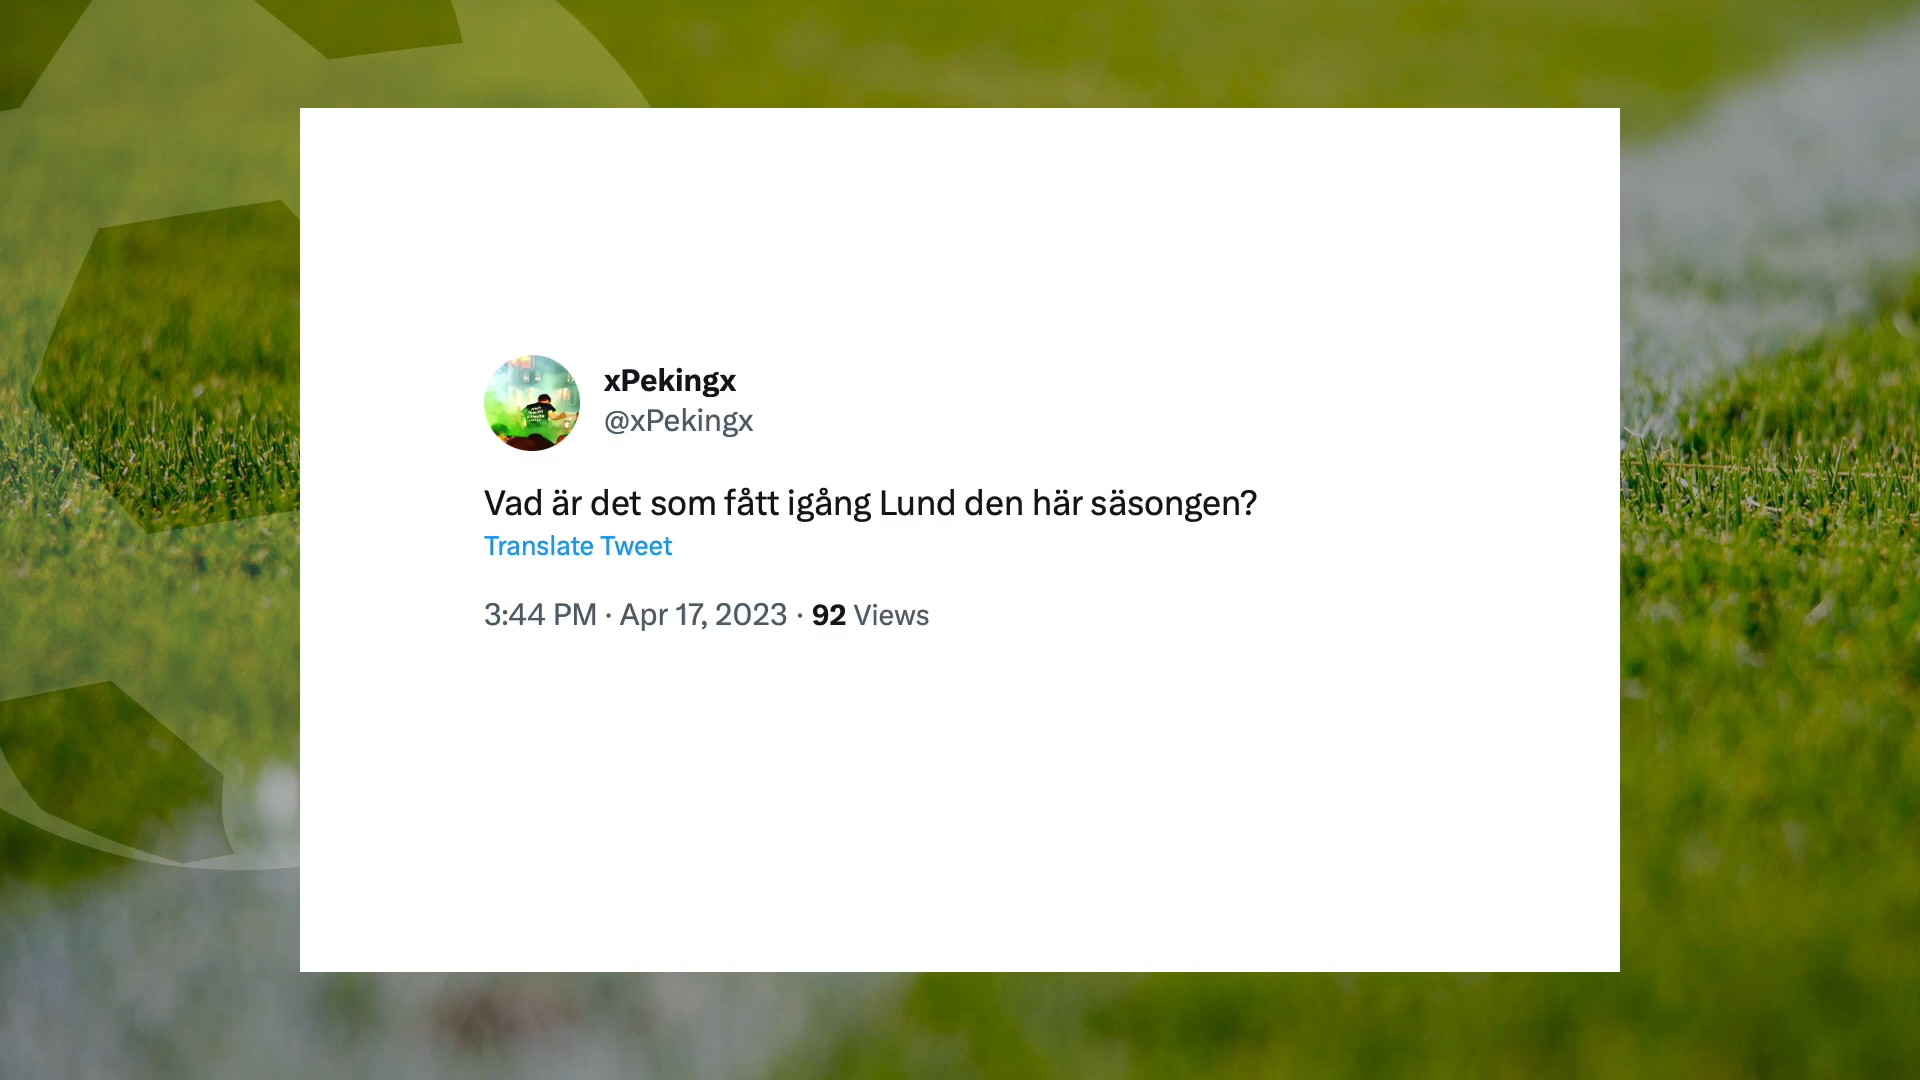 xPekingx
@xPekingx
Vad är det som fått igång Lund den här säsongen?
Translate Tweet
3:44 PM · Apr 17, 2023 · 92 Views